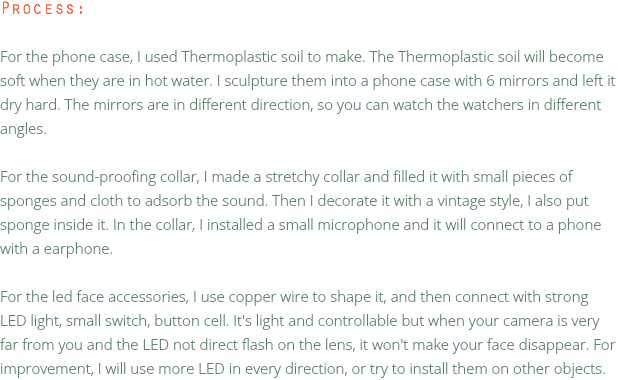 Process:
For the phone case, I used Thermoplastic soil to make. The Thermoplastic soil will become
soft when they are in hot water. I sculpture them into a phone case with 6 mirrors and left it
dry hard. The mirrors are in different direction, so you can watch the watchers in different
angles.
For the sound-proofing collar, I made a stretchy collar and filled it with small pieces of
sponges and cloth to adsorb the sound. Then I decorate it with a vintage style, I also put
sponge inside it. In the collar, I installed a small microphone and it will connect to a phone
with a earphone.
For the led face accessories, I use copper wire to shape it, and then connect with strong
LED light, small switch, button cell. It's light and controllable but when your camera is very
far from you and the LED not direct flash on the lens, it won't make your face disappear. For
improvement, I will use more LED in every direction, or try to install them on other objects.